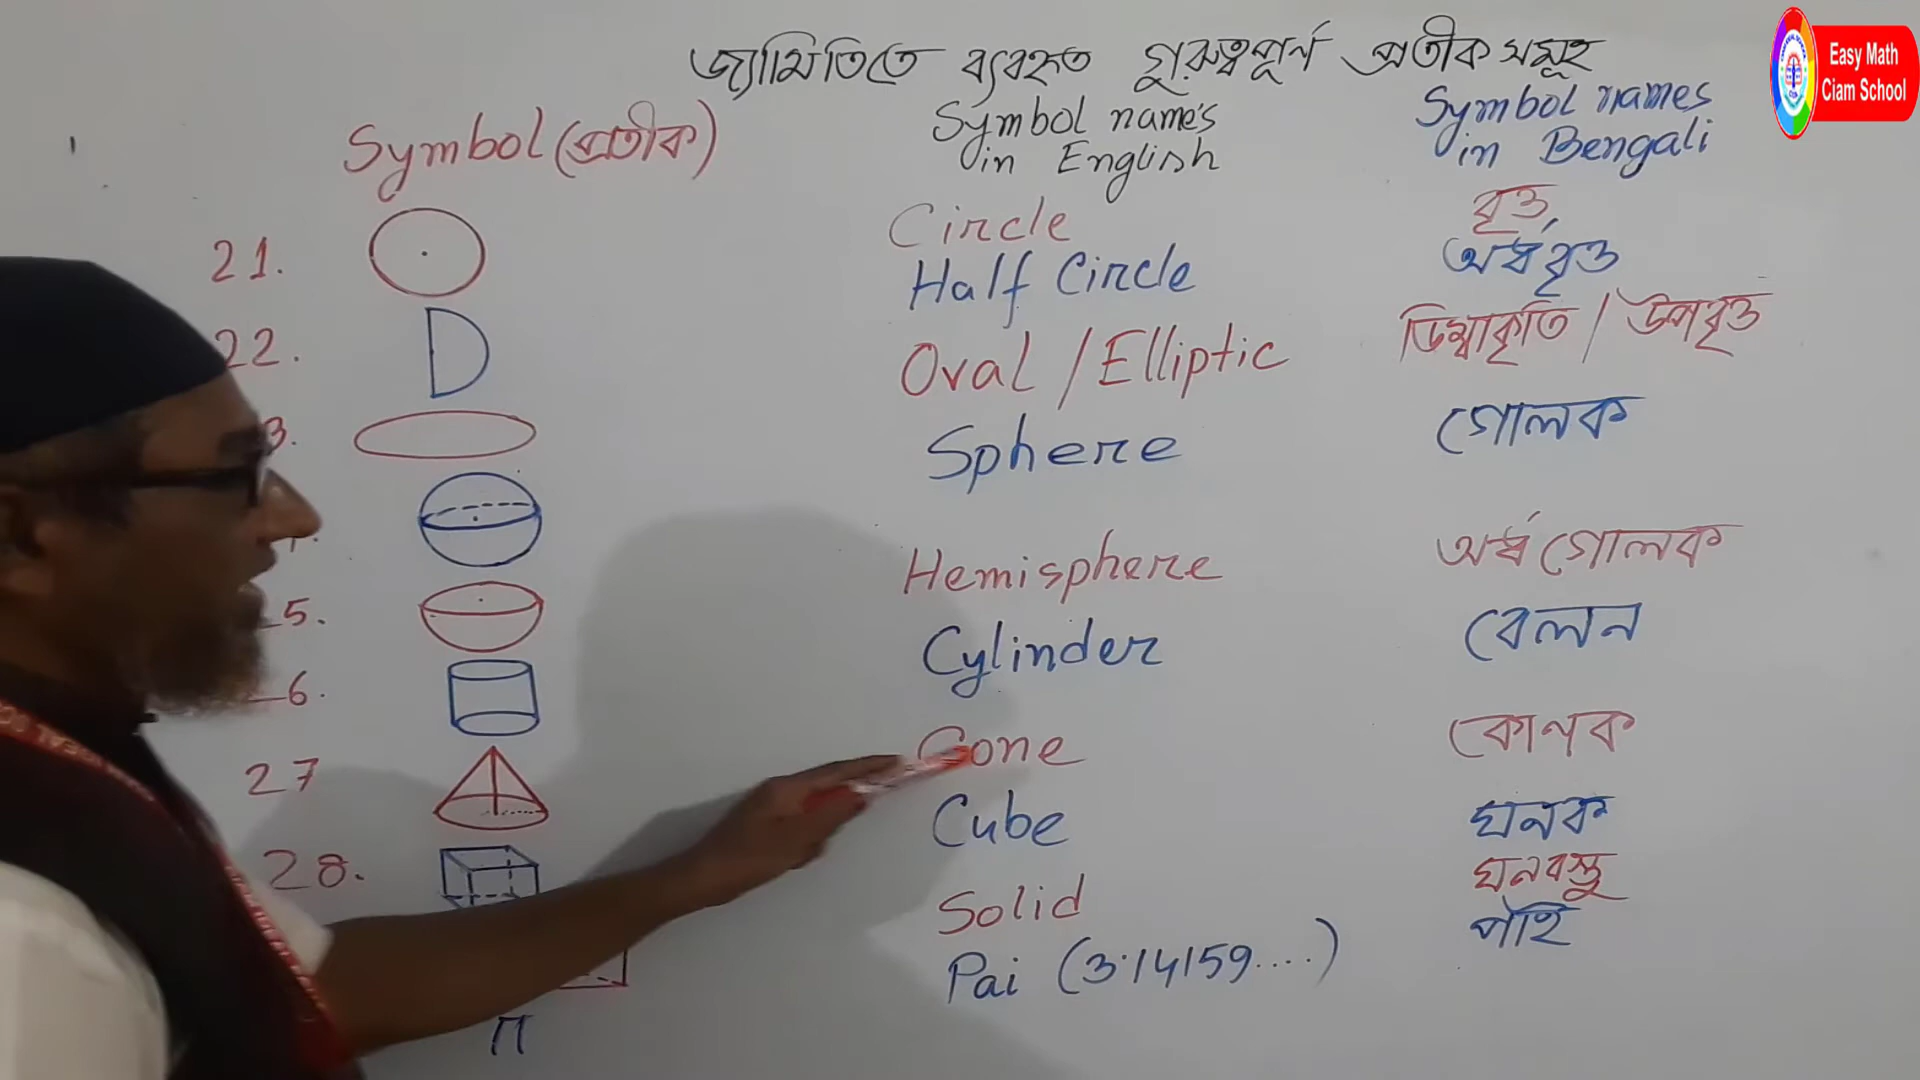 জ্যামিতিতে ব্যবহৃত গুরুত্বপূর্ণ প্রতীক সমূহ
Easy Math
Ciam School
Symbol (প্রতীক)
Symbol name's
in English
Symbol names
in Bengali
21.
Circle
বৃত্ত
22.
Half Circle
অর্ধবৃত্ত
3.
Oval / Elliptic
ডিম্বাকৃতি / উপবৃত্ত
Sphere
গোলক
5.
Hemisphere
অর্ধগোলক
6.
Cylinder
বেলন
27
Cone
কোণক
28.
Cube
ঘনক
Solid
ঘনবস্তু
π
Pai (3.14159....)
পাই